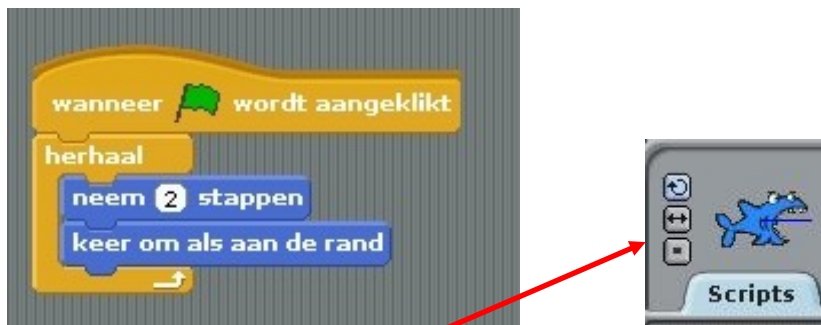 wanneer wordt aangeklikt
herhaal
neem 2 stappen
keer om als aan de rand
Scripts